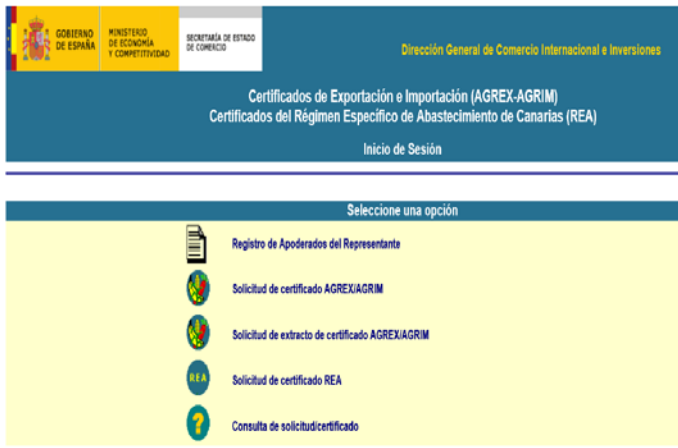 GOBIERNO
DE ESPAÑA
MINISTERIO
DE ECONOMÍA
Y COMPETITIVIDAD
SECRETARÍA DE ESTADO
DE COMERCIO
Dirección General de Comercio Internacional e Inversiones
Certificados de Exportación e Importación (AGREX-AGRIM)
Certificados del Régimen Específico de Abastecimiento de Canarias (REA)
Inicio de Sesión
Seleccione una opción
Registro de Apoderados del Representante
Solicitud de certificado AGREX/AGRIM
Solicitud de extracto de certificado AGREX/AGRIM
REA
Solicitud de certificado REA
?
Consulta de solicitud/certificado